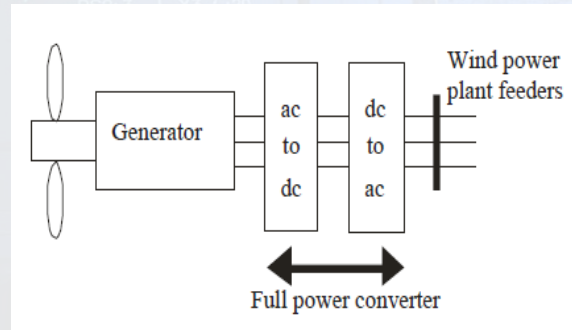 Wind power
plant feeders
Generator
ac
to
dc
dc
to
ac
Full power converter